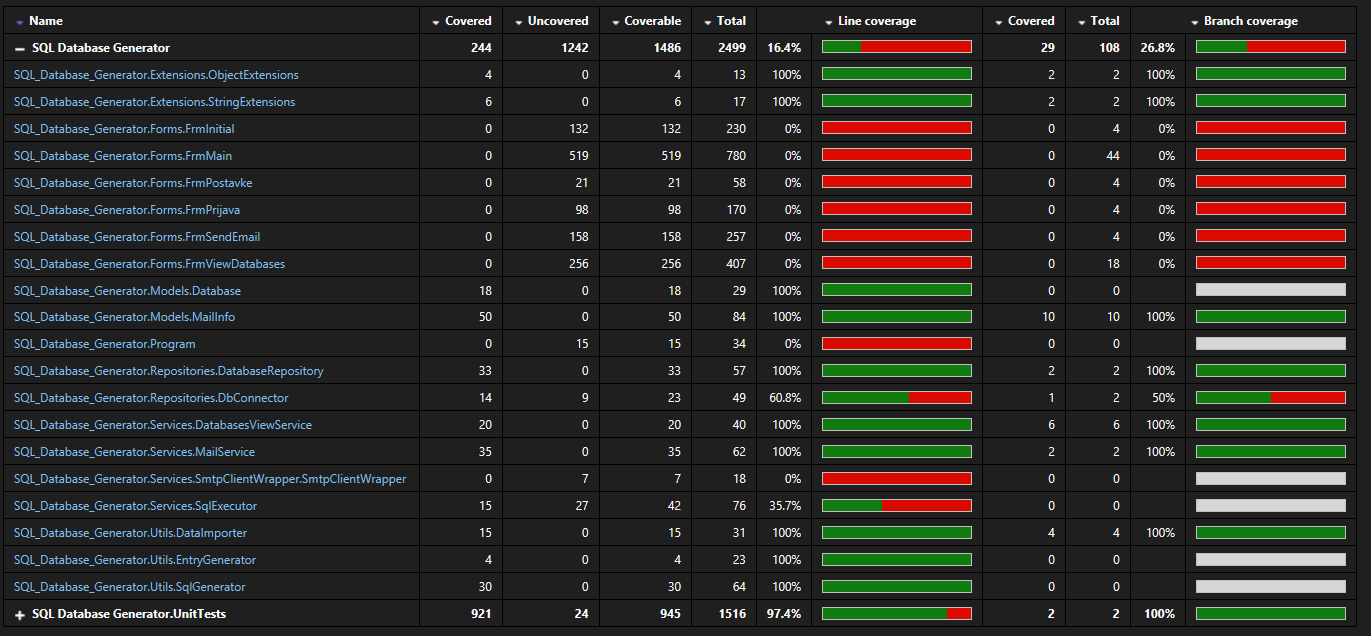 Name Covered Uncovered Coverable Total Line coverage Covered Total Branch coverage
SQL Database Generator 244 1242 1486 2499 16.4% 29 108 26.8%
SQL_Database_Generator.Extensions.ObjectExtensions 4 0 4 13 100% 2 2 100%
SQL_Database_Generator.Extensions.StringExtensions 6 0 6 17 100% 2 2 100%
SQL_Database_Generator.Forms.FrmInitial 0 132 132 230 0% 0 4 0%
SQL_Database_Generator.Forms.FrmMain 0 519 519 780 0% 0 44 0%
SQL_Database_Generator.Forms.FrmPostavke 0 21 21 58 0% 0 4 0%
SQL_Database_Generator.Forms.FrmPrijava 0 98 98 170 0% 0 4 0%
SQL_Database_Generator.Forms.FrmSendEmail 0 158 158 257 0% 0 4 0%
SQL_Database_Generator.Forms.FrmViewDatabases 0 256 256 407 0% 0 18 0%
SQL_Database_Generator.Models.Database 18 0 18 29 100% 0 0
SQL_Database_Generator.Models.MailInfo 50 0 50 84 100% 10 10 100%
SQL_Database_Generator.Program 0 15 15 34 0% 0 0
SQL_Database_Generator.Repositories.DatabaseRepository 33 0 33 57 100% 2 2 100%
SQL_Database_Generator.Repositories.DbConnector 14 9 23 49 60.8% 1 2 50%
SQL_Database_Generator.Services.DatabasesViewService 20 0 20 40 100% 6 6 100%
SQL_Database_Generator.Services.MailService 35 0 35 62 100% 2 2 100%
SQL_Database_Generator.Services.SmtpClientWrapper.SmtpClientWrapper 0 7 7 18 0% 0 0
SQL_Database_Generator.Services.SqlExecutor 15 27 42 76 35.7% 0 0
SQL_Database_Generator.Utils.DataImporter 15 0 15 31 100% 4 4 100%
SQL_Database_Generator.Utils.EntryGenerator 4 0 4 23 100% 0 0
SQL_Database_Generator.Utils.SqlGenerator 30 0 30 64 100% 0 0
SQL Database Generator.UnitTests 921 24 945 1516 97.4% 2 2 100%